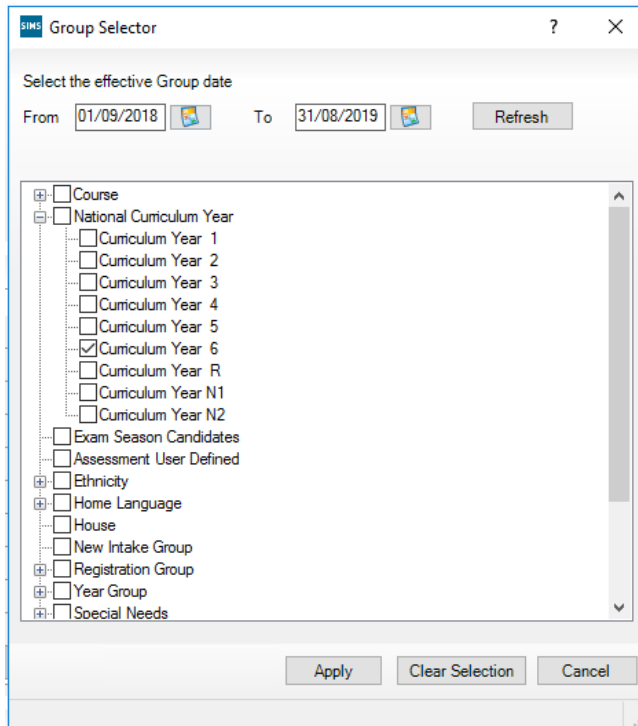 SIMS Group Selector ?
Select the effective Group date
From 01/09/2018 To 31/08/2019 Refresh
Course
National Curriculum Year
Curriculum Year 1
Curriculum Year 2
Curriculum Year 3
Curriculum Year 4
Curriculum Year 5
Curriculum Year 6
Curriculum Year R
Curriculum Year N1
Curriculum Year N2
Exam Season Candidates
Assessment User Defined
Ethnicity
Home Language
House
New Intake Group
Registration Group
Year Group
Special Needs
Apply Clear Selection Cancel